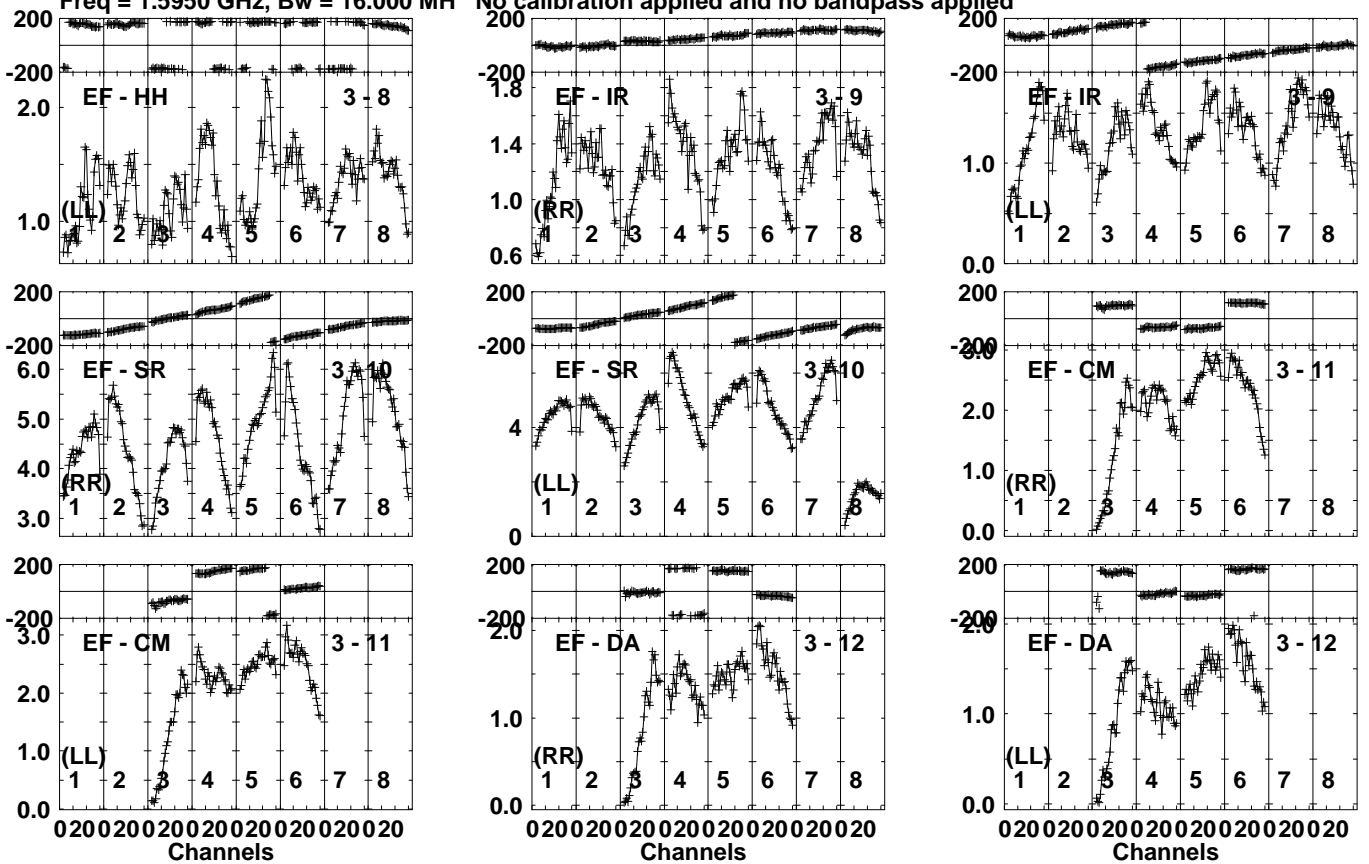 Freq = 1.5950 GHz, Bw = 16.000 MH No calibration applied and no bandpass applied
200 200 200
-200 -200 -200
EF - HH 3 - 8 EF - IR 3 - 9 EF - IR 3 - 9
2.0 1.8
1.4 1.0
1.0 1.0
(LL) (RR) (LL)
1 2 3 4 5 6 7 8 1 2 3 4 5 6 7 8 1 2 3 4 5 6 7 8
0.6 0.0
200 200 200
-200 -200 -200
EF - SR 3 - 10 EF - SR 3 - 10 EF - CM 3 - 11
6.0 3.0
5.0 4 2.0
4.0 1.0
(RR) (LL) (RR)
1 2 3 4 5 6 7 8 1 2 3 4 5 6 7 8 1 2 3 4 5 6 7 8
3.0 0 0.0
200 200 200
-200 -200 -200
EF - CM 3 - 11 EF - DA 3 - 12 EF - DA 3 - 12
3.0 2.0 2.0
2.0 1.0 1.0
1.0
(LL) (RR) (LL)
1 2 3 4 5 6 7 8 1 2 3 4 5 6 7 8 1 2 3 4 5 6 7 8
0.0 0.0 0.0
0 20 0 20 0 20 0 20 0 20 0 20 0 20 0 20 0 20 0 20 0 20 0 20 0 20 0 20 0 20 0 20 0 20 0 20 0 20 0 20 0 20 0 20 0 20 0 20
Channels Channels Channels